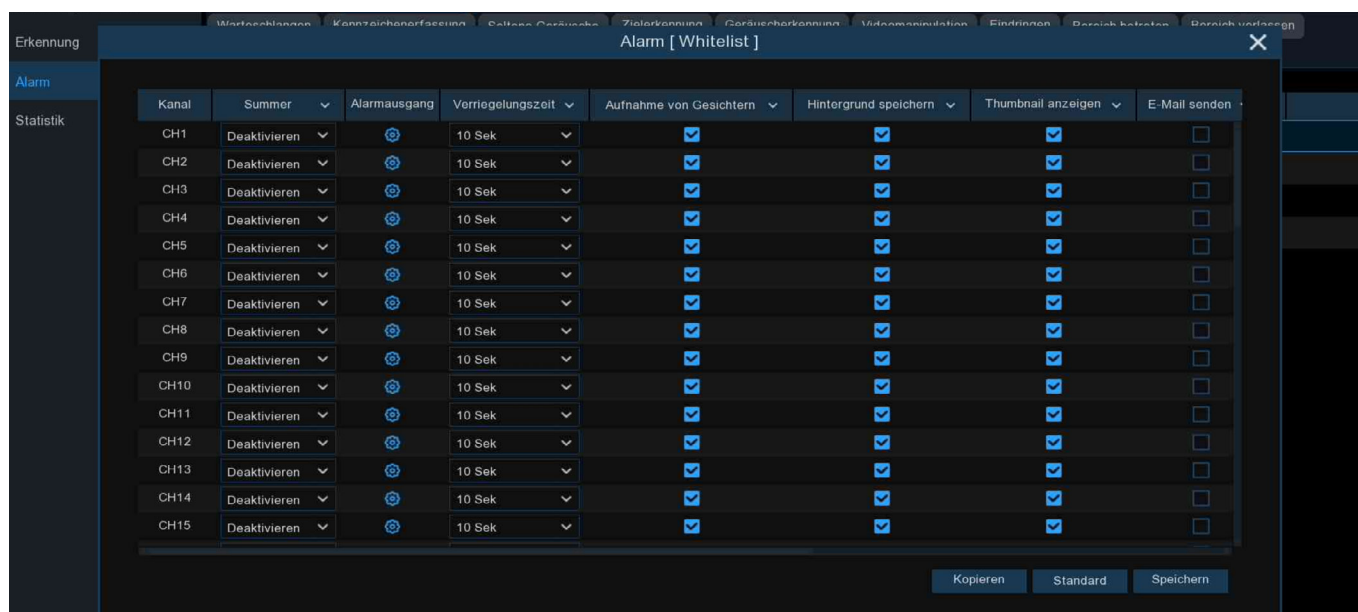 Warteschlangen Kennzeichenerfassung Seltene Geräusche Zielerkennung Geräuscherkennung Videomanipulation Eindringen Bereich betreten Bereich verlassen
Erkennung
Alarm [ Whitelist ]
Alarm
Statistik
Kanal Summer Alarmausgang Verriegelungszeit Aufnahme von Gesichtern Hintergrund speichern Thumbnail anzeigen E-Mail senden
CH1 Deaktivieren 10 Sek
CH2 Deaktivieren 10 Sek
CH3 Deaktivieren 10 Sek
CH4 Deaktivieren 10 Sek
CH5 Deaktivieren 10 Sek
CH6 Deaktivieren 10 Sek
CH7 Deaktivieren 10 Sek
CH8 Deaktivieren 10 Sek
CH9 Deaktivieren 10 Sek
CH10 Deaktivieren 10 Sek
CH11 Deaktivieren 10 Sek
CH12 Deaktivieren 10 Sek
CH13 Deaktivieren 10 Sek
CH14 Deaktivieren 10 Sek
CH15 Deaktivieren 10 Sek
Kopieren Standard Speichern